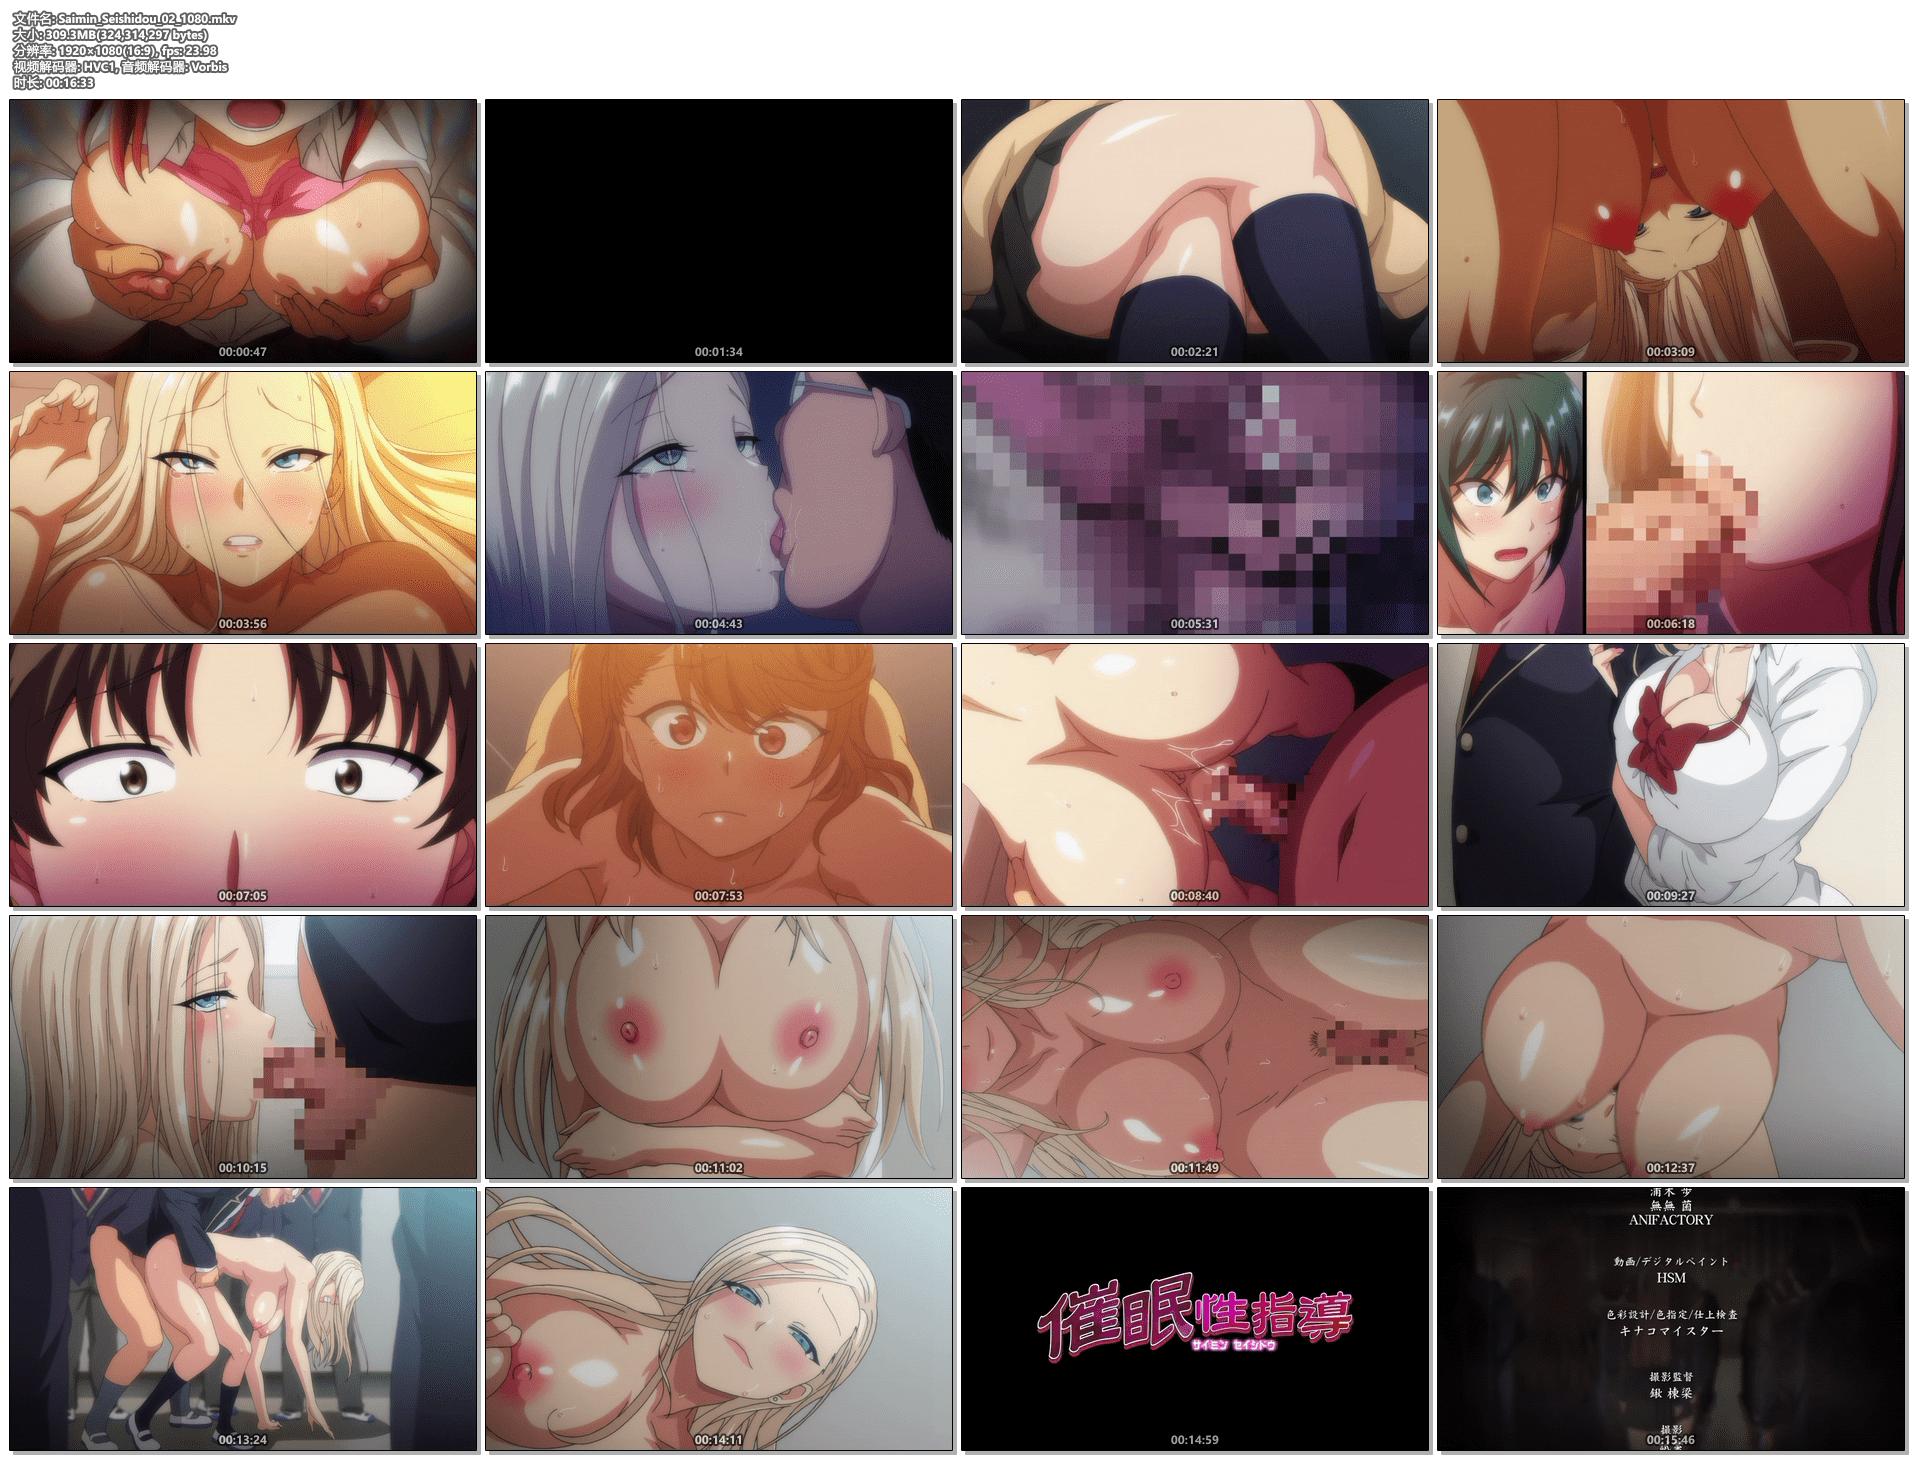 文件名: Saimin_Seishidou_02_1080.mkv
大小: 309.3MB(324,314,297 bytes)
分辨率: 1920×1080(16:9), fps: 23.98
视频解码器: HVC1, 音频解码器: Vorbis
时长: 00:16:33
00:00:47
00:01:34
00:02:21
00:03:09
00:03:56
00:04:43
00:05:31
00:06:18
00:07:05
00:07:53
00:08:40
00:09:27
00:10:15
00:11:02
00:11:49
00:12:37
00:13:24
00:14:11
催眠性指導
サイミン セイシドウ
00:14:59
無無 菌
ANIFACTORY
動画/デジタルペイント
HSM
色彩設計/色指定/仕上検査
キナコマイスター
撮影監督
鍬 棟梁
撮影
00:15:46